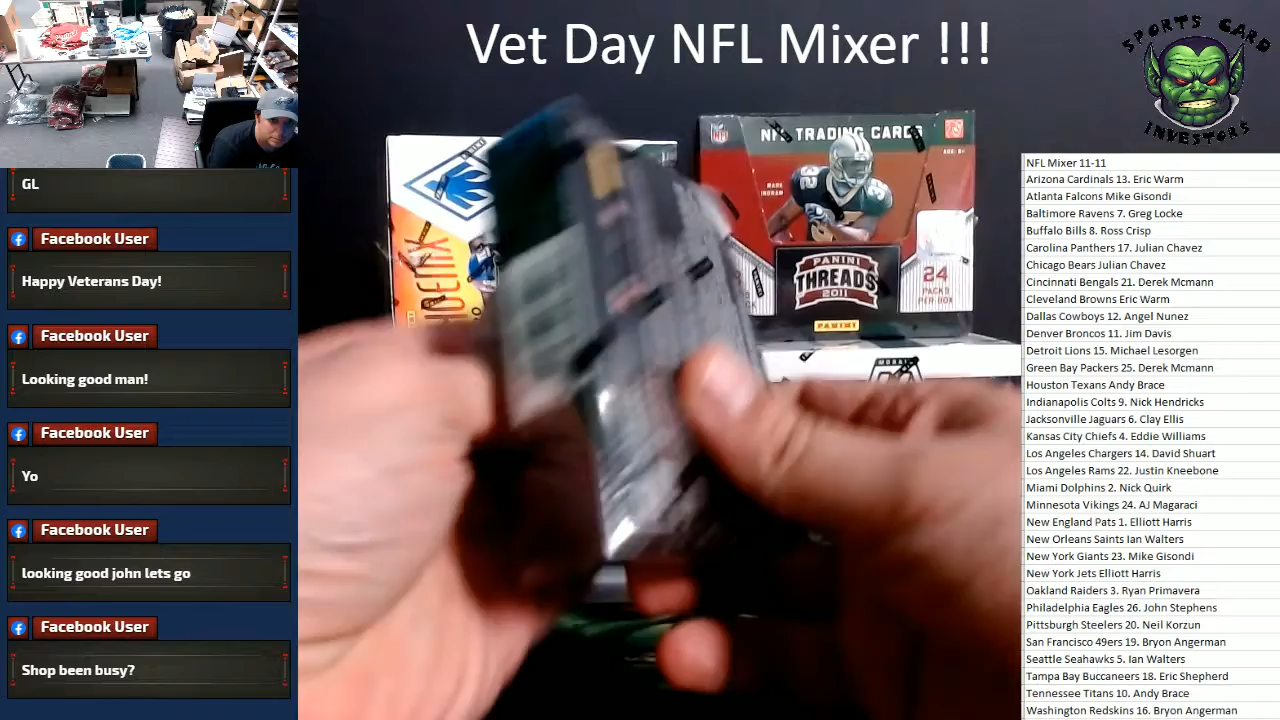 Vet Day NFL Mixer !!!
SPORTS CARD
INVESTORS
GL
Facebook User
Happy Veterans Day!
Facebook User
Looking good man!
Facebook User
Yo
Facebook User
looking good john lets go
Facebook User
Shop been busy?
NFL TRADING CARDS
MARK
INGRAM
32
PANINI
THREADS
2011
PANINI
24
PACKS
PER BOX
NFL Mixer 11-11
Arizona Cardinals 13. Eric Warm
Atlanta Falcons Mike Gisondi
Baltimore Ravens 7. Greg Locke
Buffalo Bills 8. Ross Crisp
Carolina Panthers 17. Julian Chavez
Chicago Bears Julian Chavez
Cincinnati Bengals 21. Derek Mcmann
Cleveland Browns Eric Warm
Dallas Cowboys 12. Angel Nunez
Denver Broncos 11. Jim Davis
Detroit Lions 15. Michael Lesorgen
Green Bay Packers 25. Derek Mcmann
Houston Texans Andy Brace
Indianapolis Colts 9. Nick Hendricks
Jacksonville Jaguars 6. Clay Ellis
Kansas City Chiefs 4. Eddie Williams
Los Angeles Chargers 14. David Shuart
Los Angeles Rams 22. Justin Kneebone
Miami Dolphins 2. Nick Quirk
Minnesota Vikings 24. AJ Magaraci
New England Pats 1. Elliott Harris
New Orleans Saints Ian Walters
New York Giants 23. Mike Gisondi
New York Jets Elliott Harris
Oakland Raiders 3. Ryan Primavera
Philadelphia Eagles 26. John Stephens
Pittsburgh Steelers 20. Neil Korzun
San Francisco 49ers 19. Bryon Angerman
Seattle Seahawks 5. Ian Walters
Tampa Bay Buccaneers 18. Eric Shepherd
Tennessee Titans 10. Andy Brace
Washington Redskins 16. Bryon Angerman